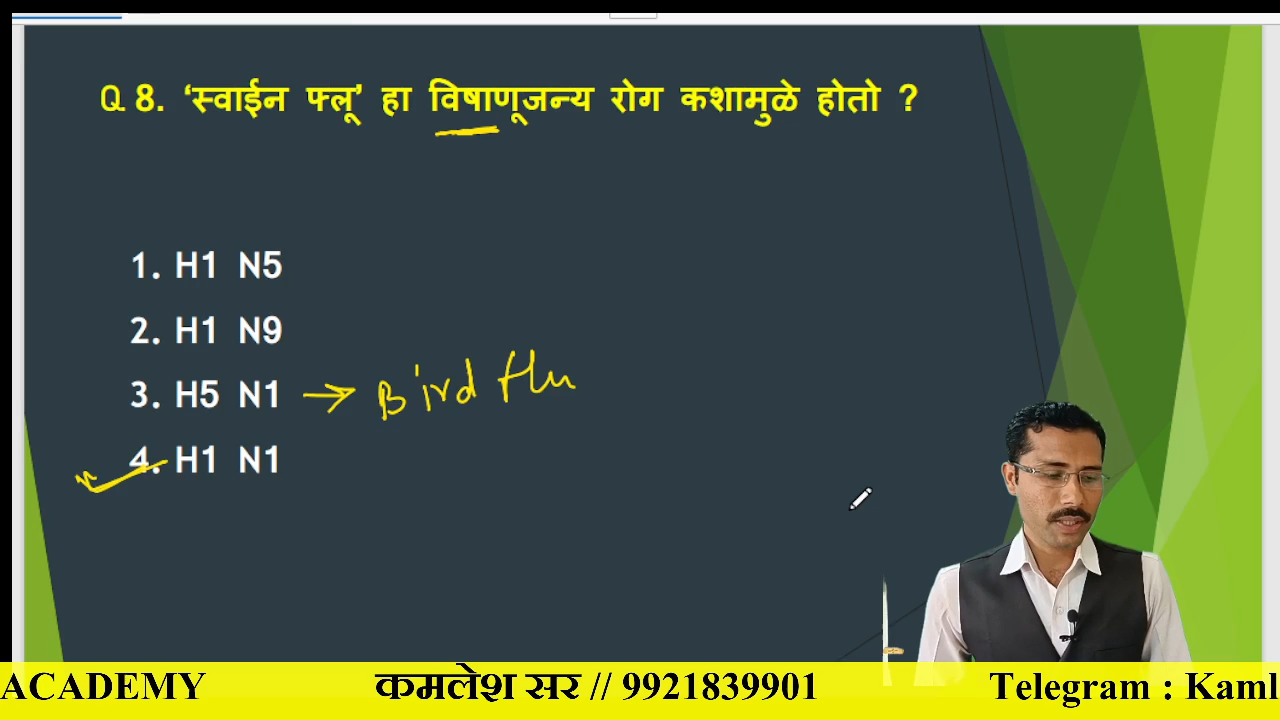 Q 8. ‘स्वाईन फ्लू’ हा विषाणूजन्य रोग कशामुळे होतो ?
1. H1 N5
2. H1 N9
3. H5 N1 → Bird flu
4. H1 N1
ACADEMY कमलेश सर // 9921839901 Telegram : Kaml